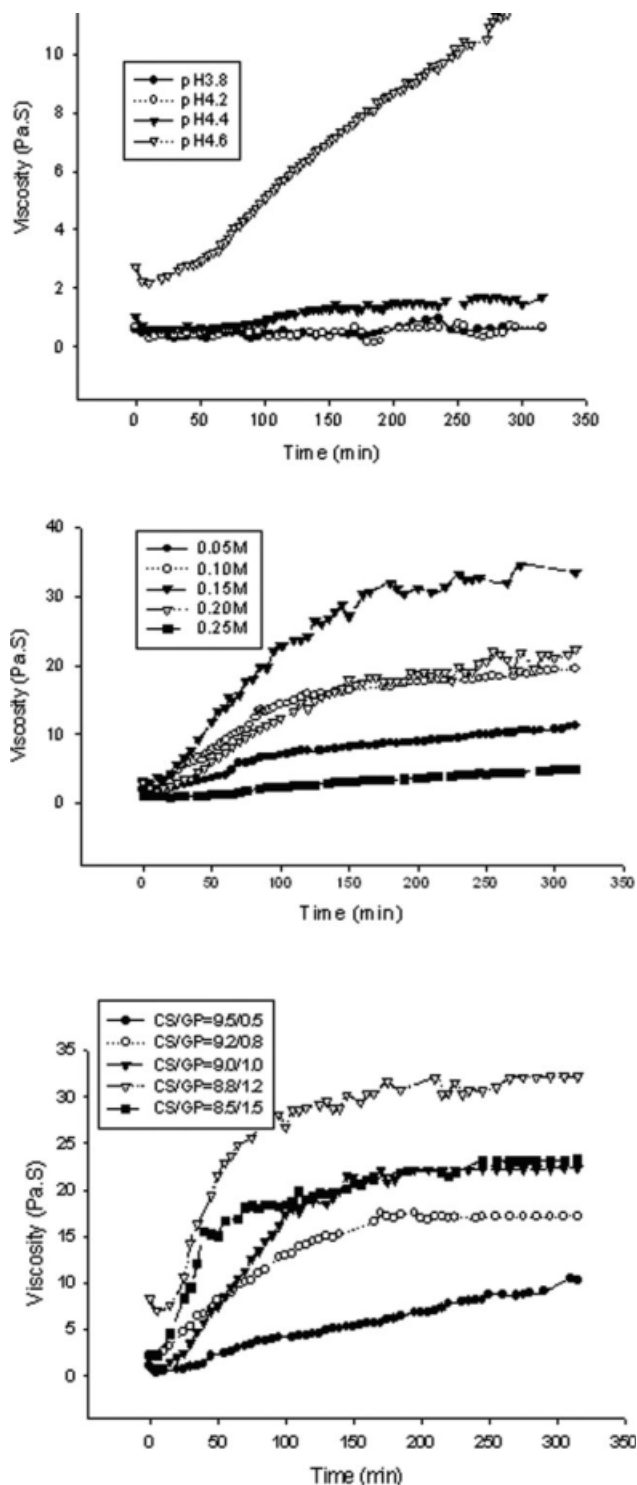 10
8
6
4
2
0
Viscosity (Pa.S)
pH3.8
pH4.2
pH4.4
pH4.6
0 50 100 150 200 250 300 350
Time (min)
40
30
20
10
0
Viscosity (Pa.S)
0.05M
0.10M
0.15M
0.20M
0.25M
0 50 100 150 200 250 300 350
Time (min)
35
30
25
20
15
10
5
0
Viscosity (Pa.S)
CS/GP=9.5/0.5
CS/GP=9.2/0.8
CS/GP=9.0/1.0
CS/GP=8.8/1.2
CS/GP=8.5/1.5
0 50 100 150 200 250 300 350
Time (min)